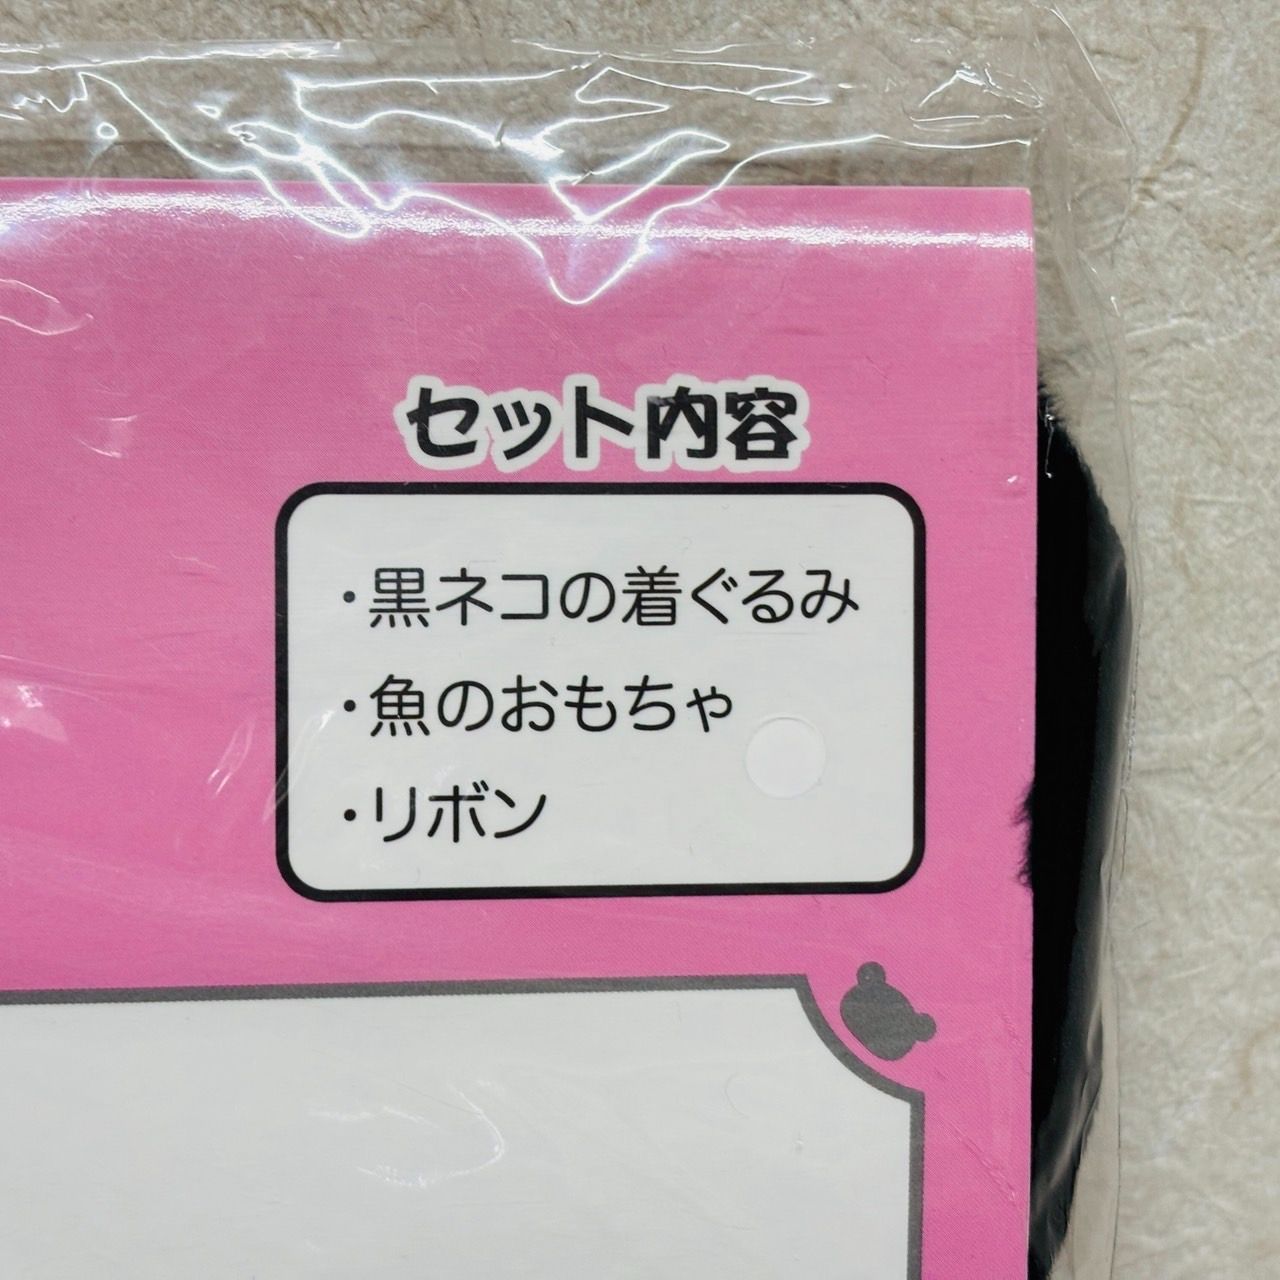 セット内容
・黒ネコの着ぐるみ
・魚のおもちゃ
・リボン